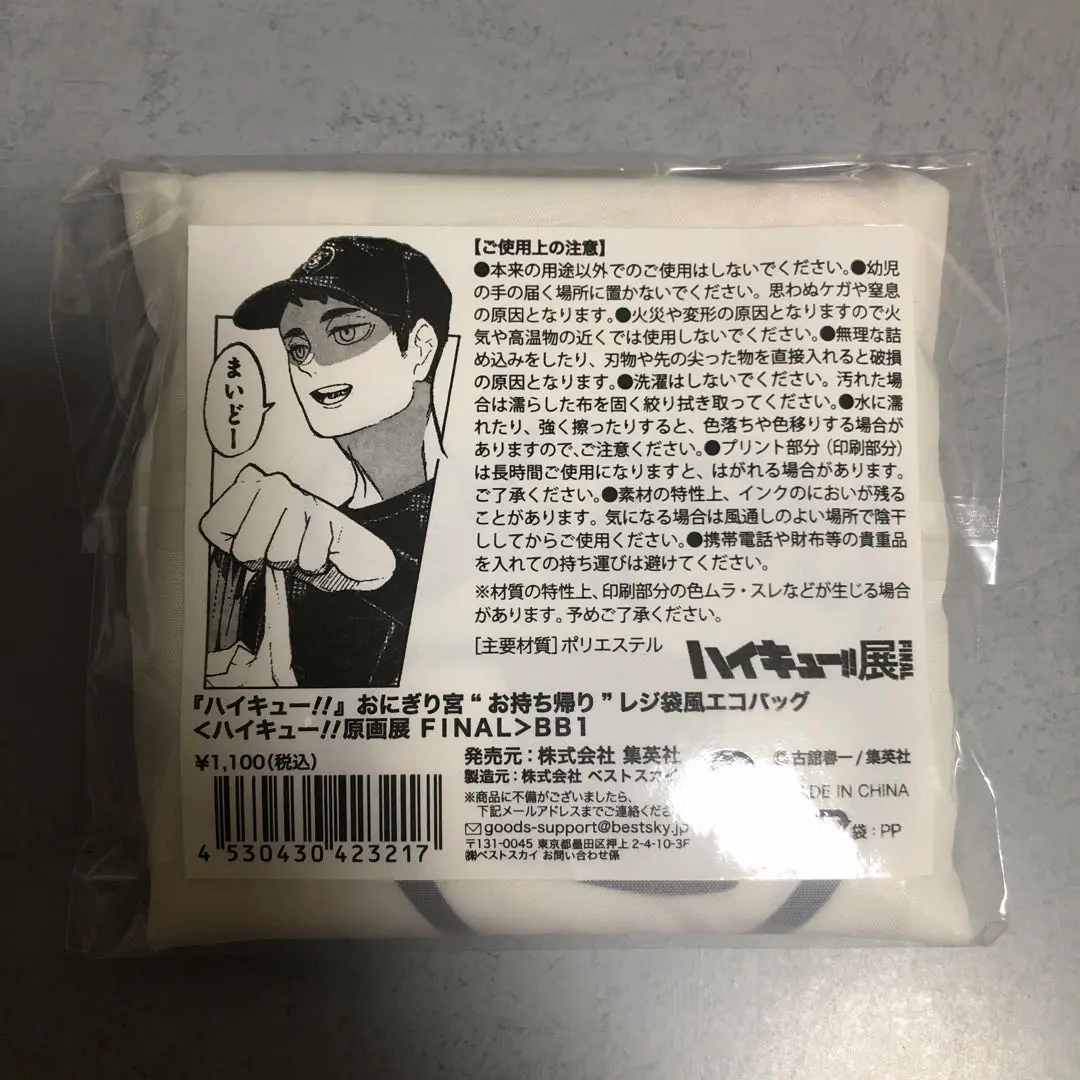 【ご使用上の注意】
●本来の用途以外でのご使用はしないでください。●幼児
の手の届く場所に置かないでください。思わぬケガや窒息
の原因となります。●火災や変形の原因となりますので火
気や高温物の近くでは使用しないでください。●無理な詰
め込みをしたり、刃物や先の尖った物を直接入れると破損
の原因となります。●洗濯はしないでください。汚れた場
合は濡らした布を固く絞り拭き取ってください。●水に濡
れたり、強く擦ったりすると、色落ちや色移りする場合が
ありますので、ご注意ください。●プリント部分（印刷部分）
は長時間ご使用になりますと、はがれる場合があります。
ご了承ください。●素材の特性上、インクのにおいが残る
ことがあります。気になる場合は風通しのよい場所で陰干
ししてからご使用ください。●携帯電話や財布等の貴重品
を入れての持ち運びは避けてください。
※材質の特性上、印刷部分の色ムラ・スレなどが生じる場合
があります。予めご了承ください。
[主要材質]ポリエステル
まいどー
ハイキュー!!展 FINAL
『ハイキュー!!』おにぎり宮“お持ち帰り”レジ袋風エコバッグ
<ハイキュー!!原画展 FINAL>BB1
¥1,100(税込)
4 530430 423217
発売元：株式会社 集英社
製造元：株式会社 ベストスカイ
※商品に不備がございましたら、
下記メールアドレスまでご連絡くださ
goods-support@bestsky.jp
〒131-0045 東京都墨田区押上 2-4-10-3F
㈱ベストスカイ お問い合わせ係
©古舘春一/集英社
DE IN CHINA
袋：PP